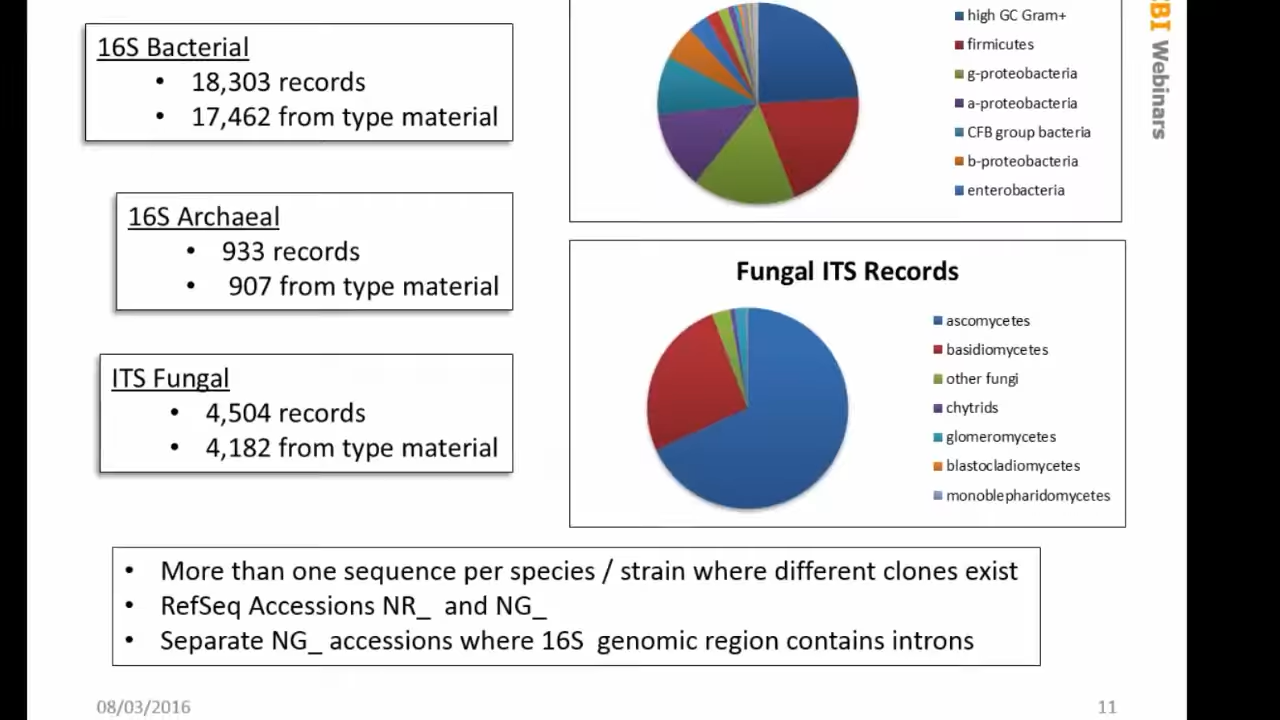 16S Bacterial
• 18,303 records
• 17,462 from type material
16S Archaeal
• 933 records
• 907 from type material
ITS Fungal
• 4,504 records
• 4,182 from type material
high GC Gram+
firmicutes
g-proteobacteria
a-proteobacteria
CFB group bacteria
b-proteobacteria
enterobacteria
Fungal ITS Records
ascomycetes
basidiomycetes
other fungi
chytrids
glomeromycetes
blastocladiomycetes
monoblepharidomycetes
• More than one sequence per species / strain where different clones exist
• RefSeq Accessions NR_ and NG_
• Separate NG_ accessions where 16S genomic region contains introns
08/03/2016
11
BI Webinars